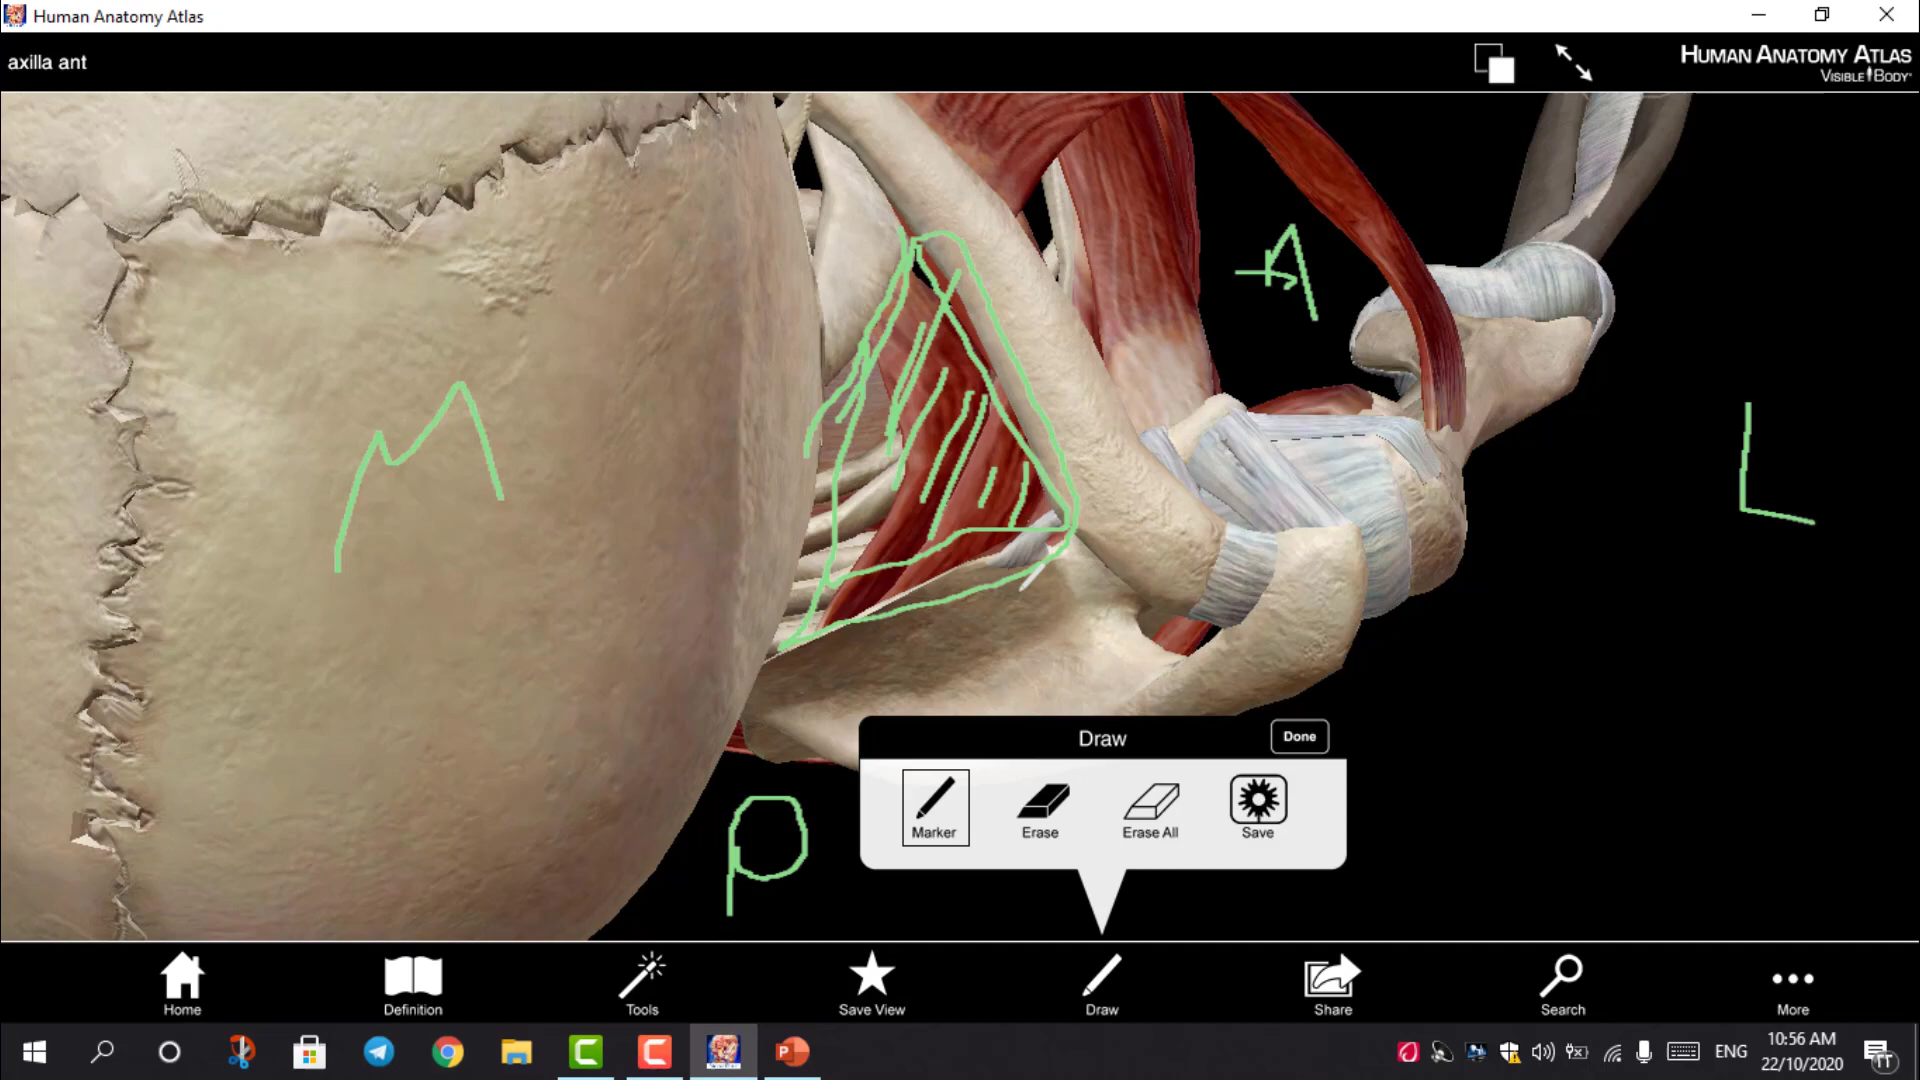 Human Anatomy Atlas
axilla ant
HUMAN ANATOMY ATLAS
VISIBLE BODY
A
M
L
P
Draw
Done
Marker
Erase
Erase All
Save
Home
Definition
Tools
Save View
Draw
Share
Search
More
ENG
10:56 AM
22/10/2020
٢٢